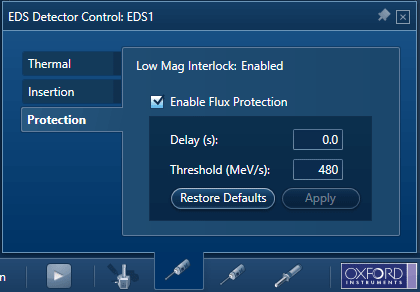 EDS Detector Control: EDS1
Thermal
Insertion
Protection
Low Mag Interlock: Enabled
Enable Flux Protection
Delay (s): 0.0
Threshold (MeV/s): 480
Restore Defaults Apply
n
OXFORD
INSTRUMENTS